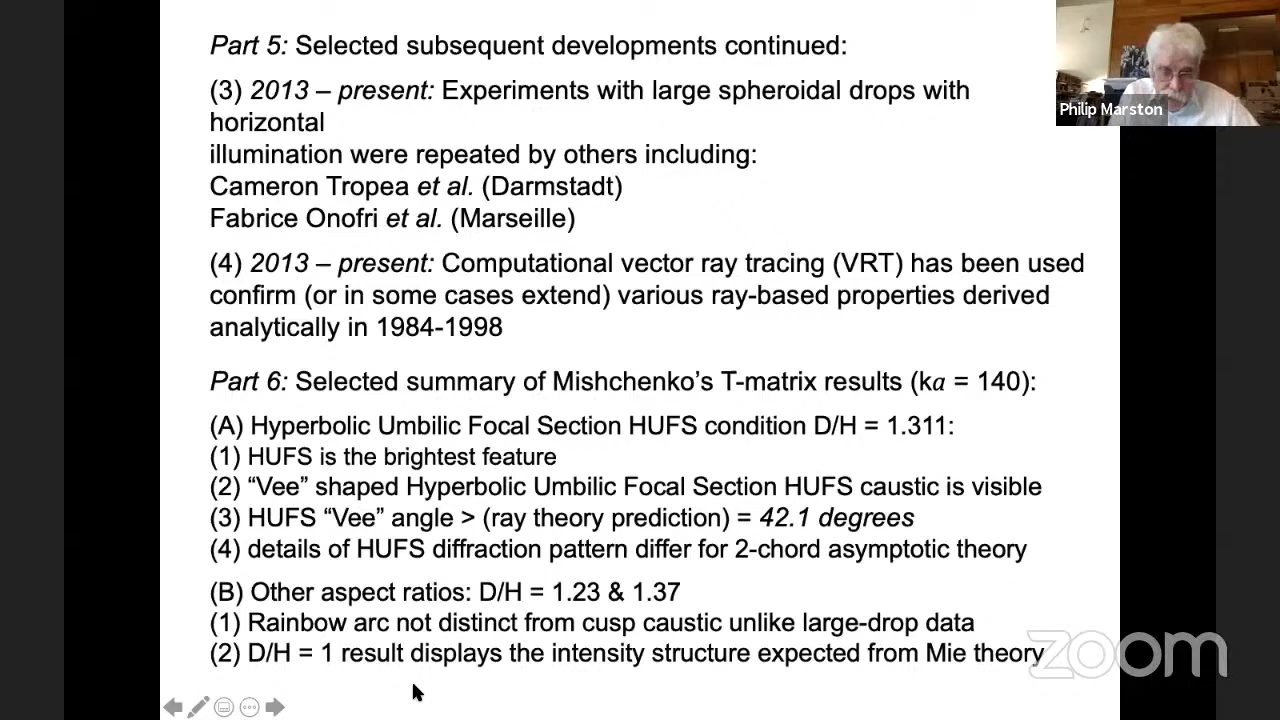 Part 5: Selected subsequent developments continued:
(3) 2013 – present: Experiments with large spheroidal drops with
horizontal
illumination were repeated by others including:
Cameron Tropea et al. (Darmstadt)
Fabrice Onofri et al. (Marseille)
(4) 2013 – present: Computational vector ray tracing (VRT) has been used
confirm (or in some cases extend) various ray-based properties derived
analytically in 1984-1998
Part 6: Selected summary of Mishchenko’s T-matrix results (ka = 140):
(A) Hyperbolic Umbilic Focal Section HUFS condition D/H = 1.311:
(1) HUFS is the brightest feature
(2) “Vee” shaped Hyperbolic Umbilic Focal Section HUFS caustic is visible
(3) HUFS “Vee” angle > (ray theory prediction) = 42.1 degrees
(4) details of HUFS diffraction pattern differ for 2-chord asymptotic theory
(B) Other aspect ratios: D/H = 1.23 & 1.37
(1) Rainbow arc not distinct from cusp caustic unlike large-drop data
(2) D/H = 1 result displays the intensity structure expected from Mie theory
Philip Marston
zoom